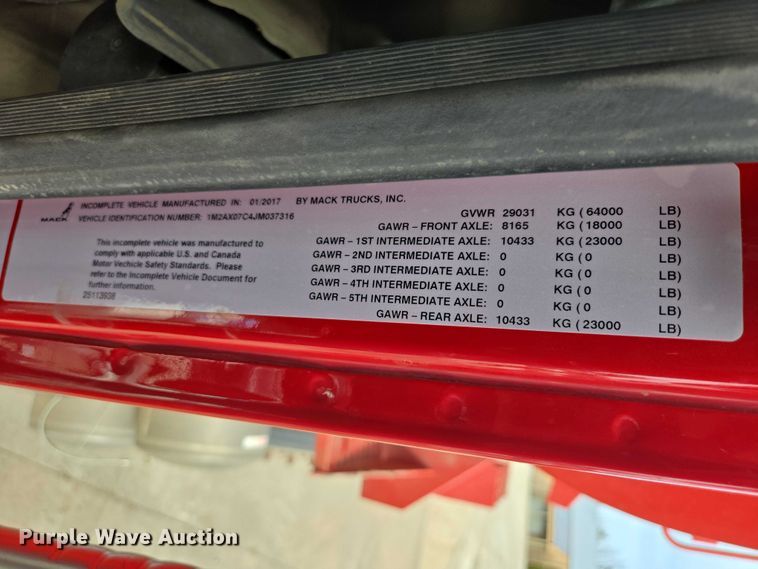 MACK
INCOMPLETE VEHICLE MANUFACTURED IN: 01/2017 BY MACK TRUCKS, INC.
VEHICLE IDENTIFICATION NUMBER: 1M2AX07C4JM037316
This incomplete vehicle was manufactured to
comply with applicable U.S. and Canada
Motor Vechicle Safety Standards. Please
refer to the Incomplete Vehicle Document for
further information.
25113938
GVWR 29031 KG ( 64000 LB)
GAWR – FRONT AXLE: 8165 KG ( 18000 LB)
GAWR – 1ST INTERMEDIATE AXLE: 10433 KG ( 23000 LB)
GAWR – 2ND INTERMEDIATE AXLE: 0 KG ( 0 LB)
GAWR – 3RD INTERMEDIATE AXLE: 0 KG ( 0 LB)
GAWR – 4TH INTERMEDIATE AXLE: 0 KG ( 0 LB)
GAWR – 5TH INTERMEDIATE AXLE: 0 KG ( 0 LB)
GAWR – REAR AXLE: 10433 KG ( 23000 LB)
Purple Wave Auction